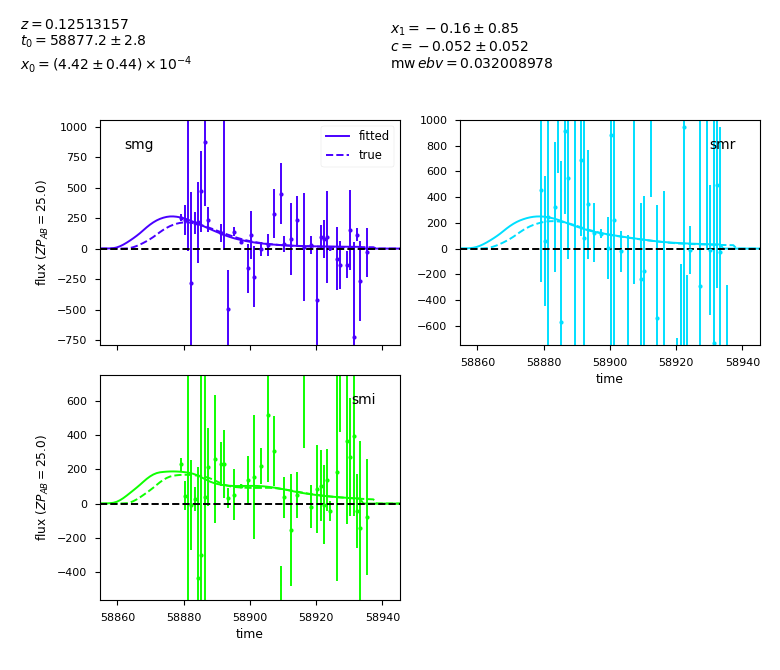 z = 0.12513157
t₀ = 58877.2 ± 2.8
x₀ = (4.42 ± 0.44) × 10⁻⁴
x₁ = −0.16 ± 0.85
c = −0.052 ± 0.052
mwebv = 0.032008978
smg
fitted
true
1000
750
500
250
0
−250
−500
−750
flux (ZP_AB = 25.0)
smr
1000
800
600
400
200
0
−200
−400
−600
58860 58880 58900 58920 58940
time
smi
600
400
200
0
−200
−400
flux (ZP_AB = 25.0)
58860 58880 58900 58920 58940
time